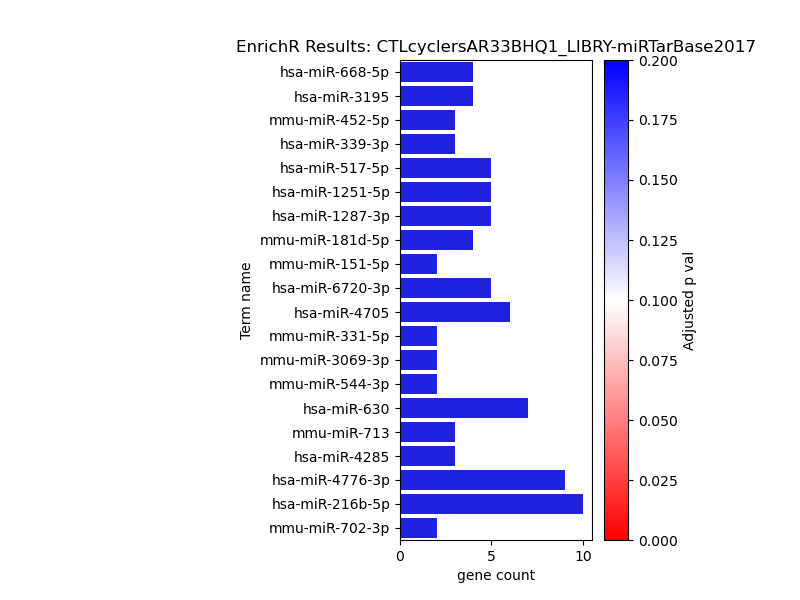 EnrichR Results: CTLcyclersAR33BHQ1_LIBRY-miRTarBase2017
hsa-miR-668-5p
hsa-miR-3195
mmu-miR-452-5p
hsa-miR-339-3p
hsa-miR-517-5p
hsa-miR-1251-5p
hsa-miR-1287-3p
mmu-miR-181d-5p
mmu-miR-151-5p
hsa-miR-6720-3p
hsa-miR-4705
mmu-miR-331-5p
mmu-miR-3069-3p
mmu-miR-544-3p
hsa-miR-630
mmu-miR-713
hsa-miR-4285
hsa-miR-4776-3p
hsa-miR-216b-5p
mmu-miR-702-3p
Term name
0
5
10
gene count
0.200
0.175
0.150
0.125
0.100
0.075
0.050
0.025
0.000
Adjusted p val